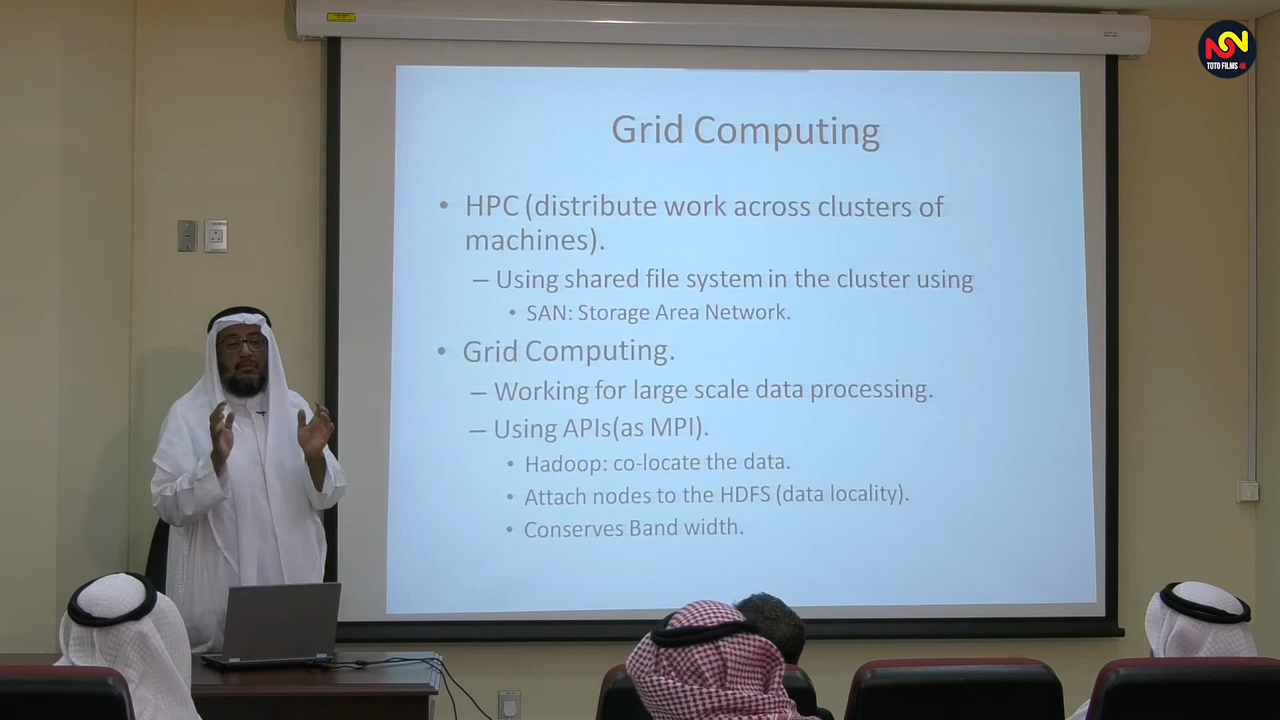 TOTO FILMS 4K
Grid Computing
• HPC (distribute work across clusters of
machines).
– Using shared file system in the cluster using
• SAN: Storage Area Network.
• Grid Computing.
– Working for large scale data processing.
– Using APIs(as MPI).
• Hadoop: co-locate the data.
• Attach nodes to the HDFS (data locality).
• Conserves Band width.